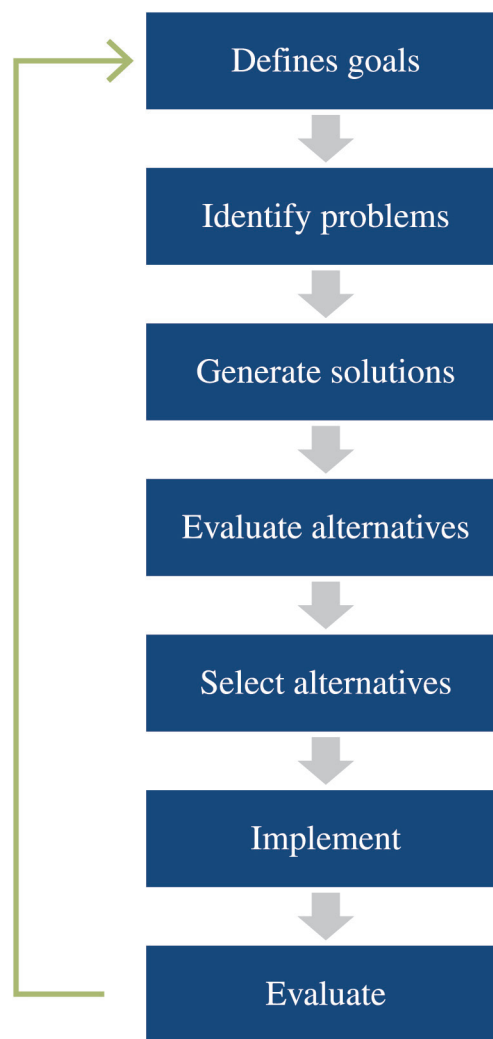 Defines goals
Identify problems
Generate solutions
Evaluate alternatives
Select alternatives
Implement
Evaluate